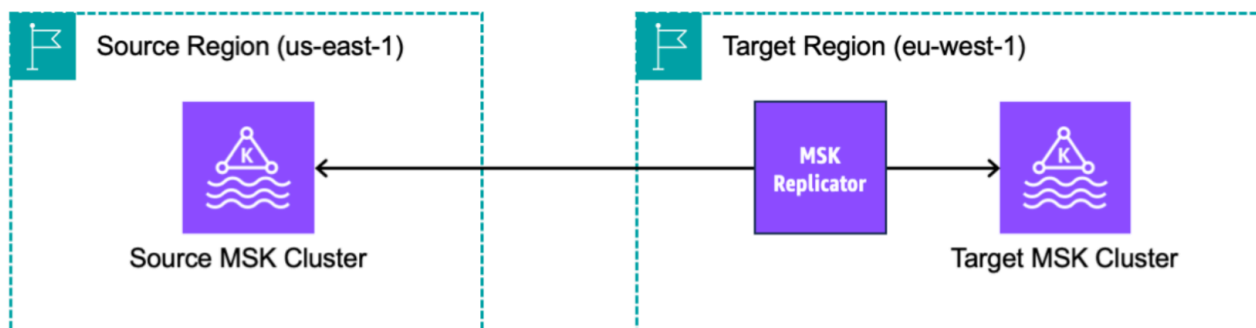 Source Region (us-east-1)
Target Region (eu-west-1)
K
MSK
Replicator
K
Source MSK Cluster
Target MSK Cluster